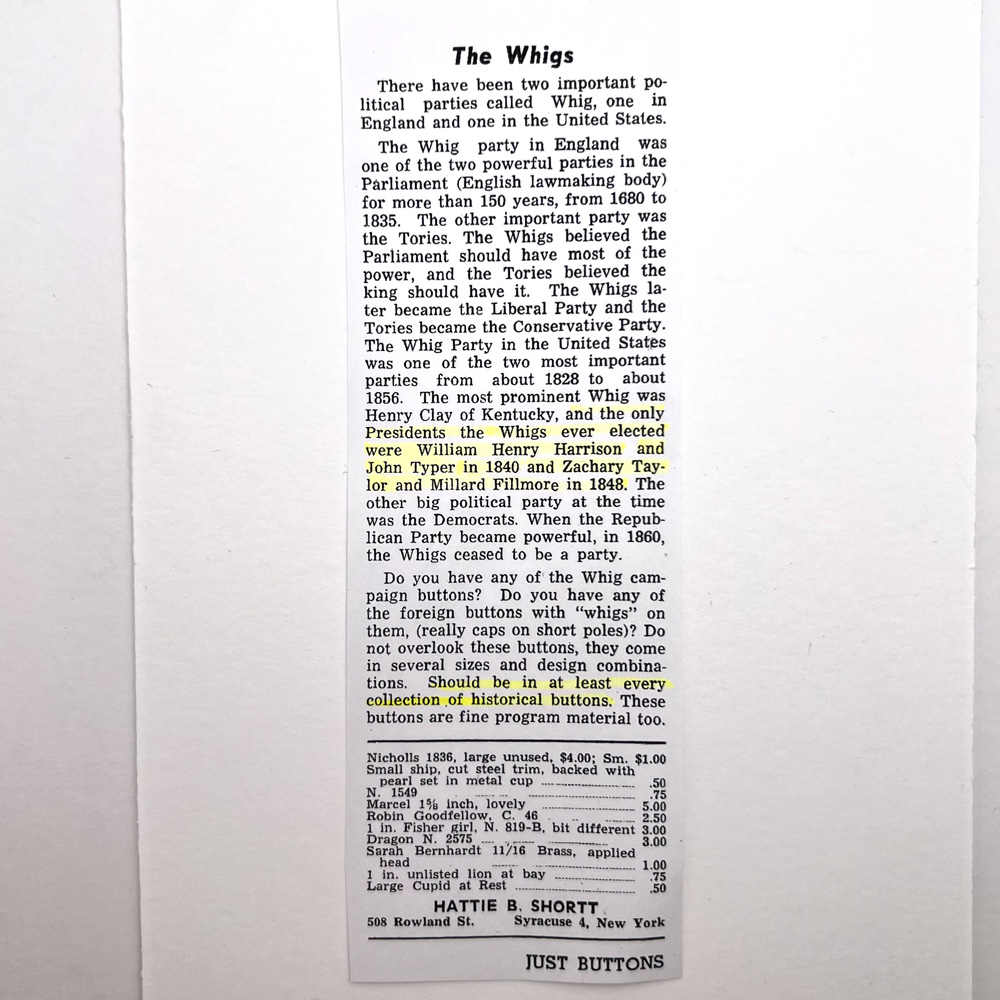 The Whigs
There have been two important po-
litical parties called Whig, one in
England and one in the United States.
The Whig party in England was
one of the two powerful parties in the
Parliament (English lawmaking body)
for more than 150 years, from 1680 to
1835. The other important party was
the Tories. The Whigs believed the
Parliament should have most of the
power, and the Tories believed the
king should have it. The Whigs la-
ter became the Liberal Party and the
Tories became the Conservative Party.
The Whig Party in the United States
was one of the two most important
parties from about 1828 to about
1856. The most prominent Whig was
Henry Clay of Kentucky, and the only
Presidents the Whigs ever elected
were William Henry Harrison and
John Typer in 1840 and Zachary Tay-
lor and Millard Fillmore in 1848. The
other big political party at the time
was the Democrats. When the Repub-
lican Party became powerful, in 1860,
the Whigs ceased to be a party.
Do you have any of the Whig cam-
paign buttons? Do you have any of
the foreign buttons with "whigs" on
them, (really caps on short poles)? Do
not overlook these buttons, they come
in several sizes and design combina-
tions. Should be in at least every
collection of historical buttons. These
buttons are fine program material too.
Nicholls 1836, large unused, $4.00; Sm. $1.00
Small ship, cut steel trim, backed with
pearl set in metal cup .50
N. 1549 .75
Marcel 1⅝ inch, lovely 5.00
Robin Goodfellow, C. 46 2.50
1 in. Fisher girl, N. 819-B, bit different 3.00
Dragon N. 2575 3.00
Sarah Bernhardt 11/16 Brass, applied
head 1.00
1 in. unlisted lion at bay .75
Large Cupid at Rest .50
HATTIE B. SHORTT
508 Rowland St. Syracuse 4, New York
JUST BUTTONS